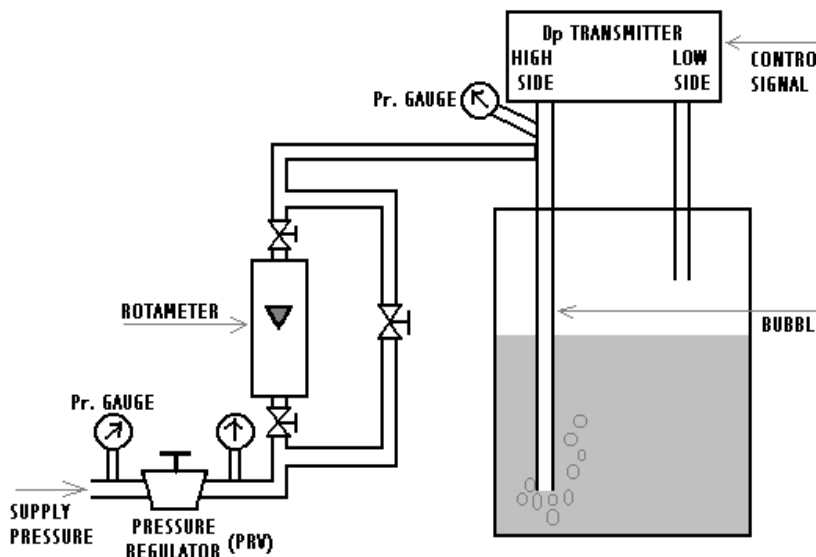 Dp TRANSMITTER
HIGH
SIDE
LOW
SIDE
CONTRO
SIGNAL
Pr. GAUGE
ROTAMETER
BUBBL
Pr. GAUGE
SUPPLY
PRESSURE
PRESSURE
REGULATOR (PRV)